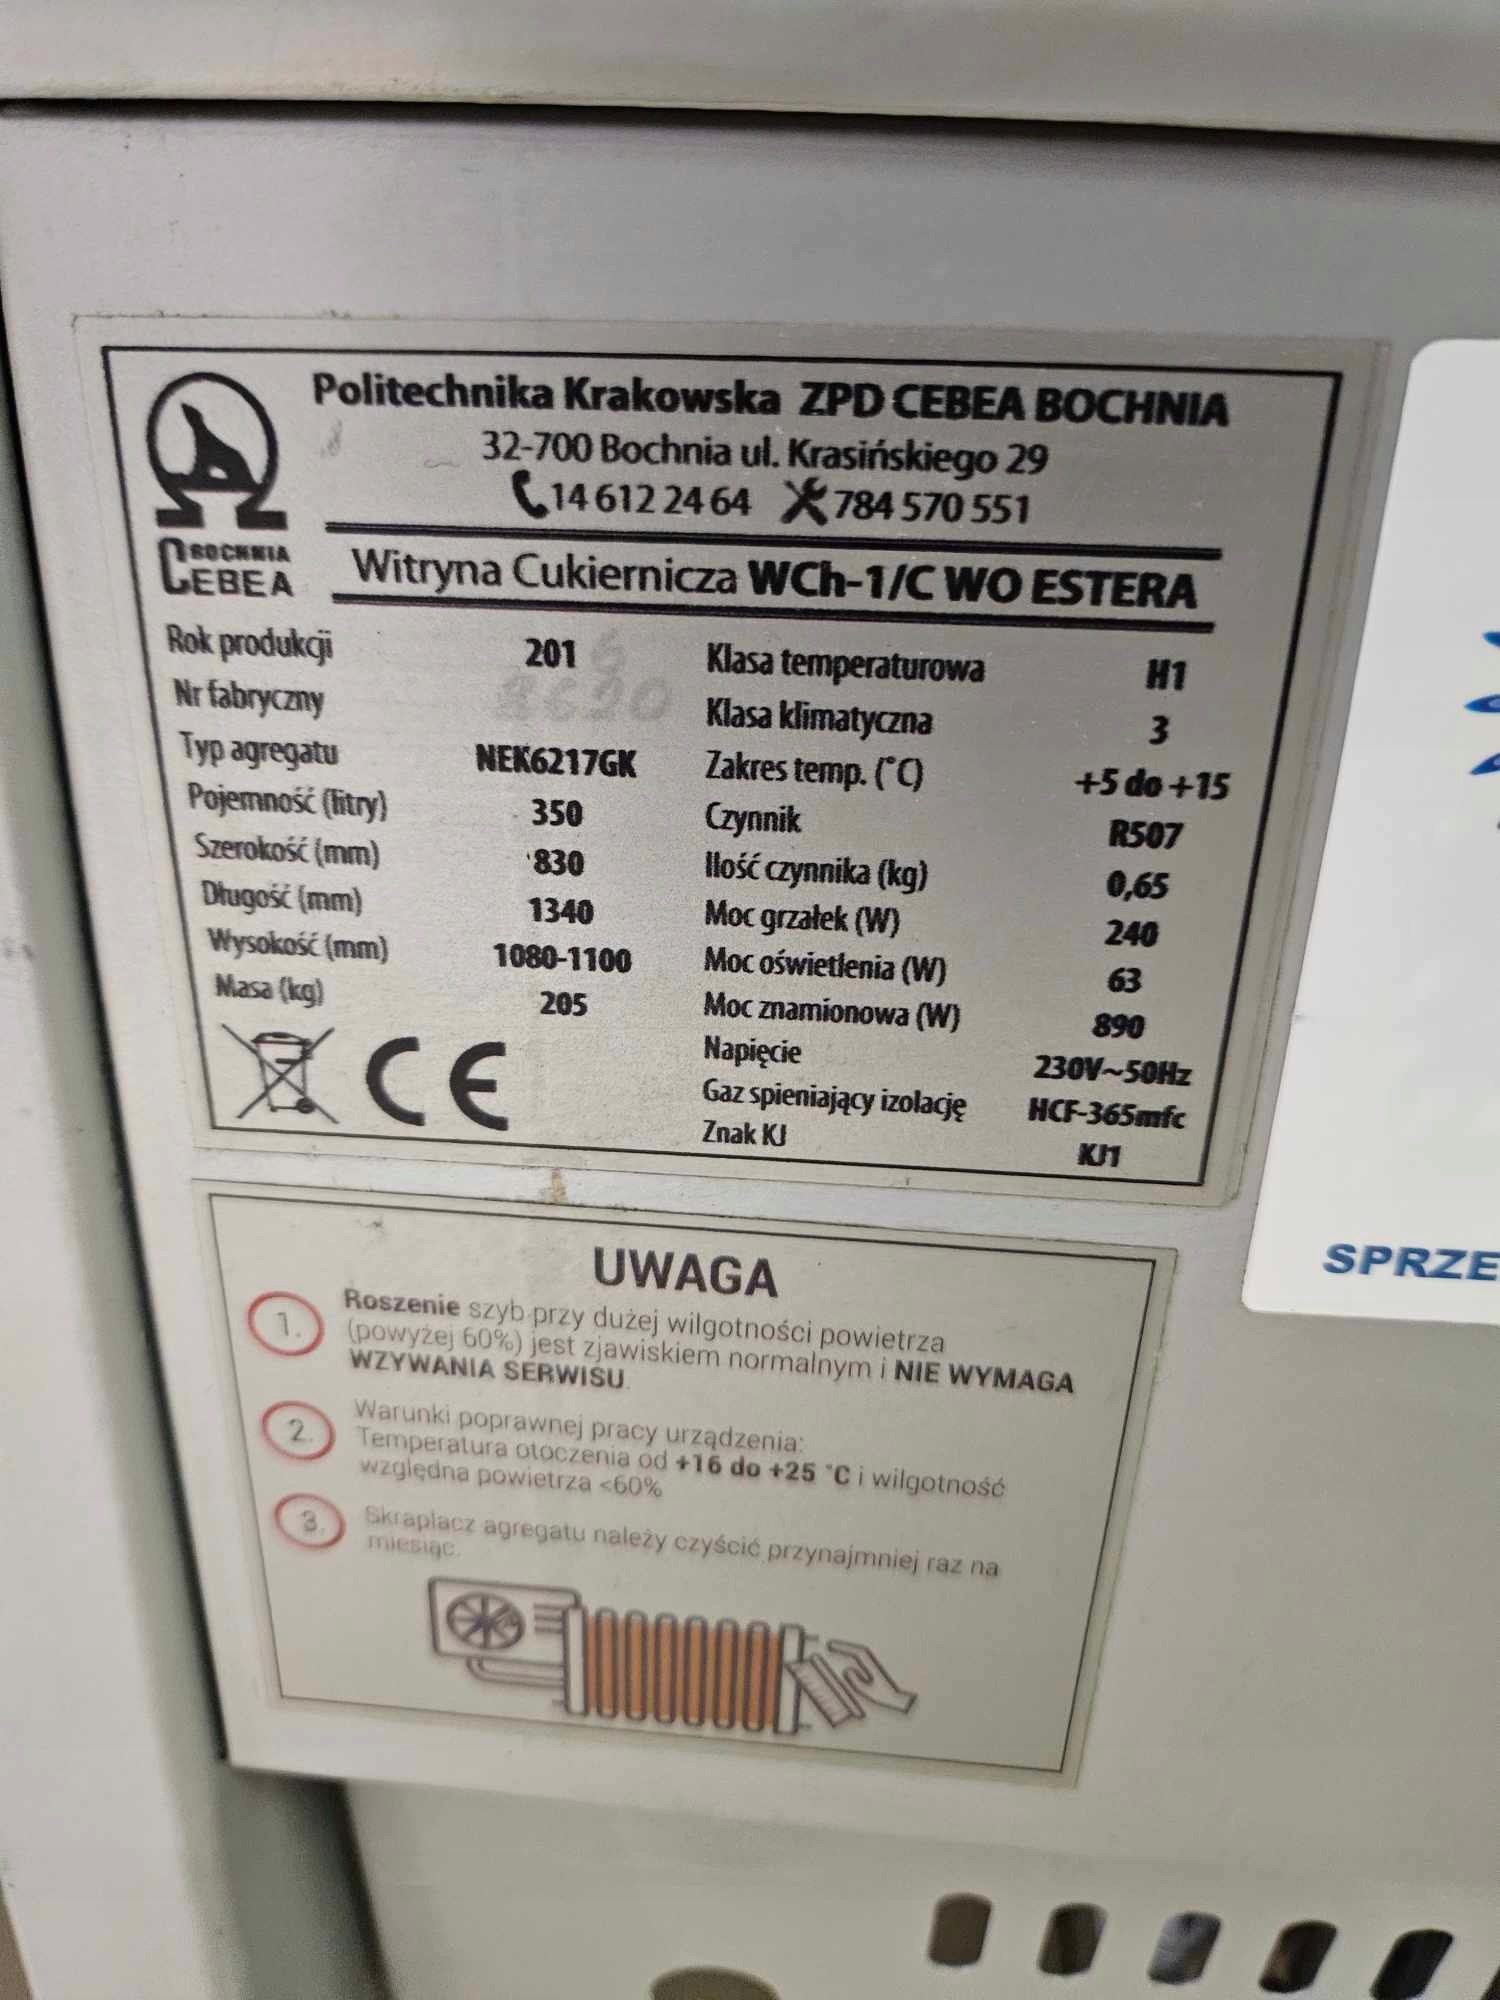 Politechnika Krakowska ZPD CEBEA BOCHNIA
32-700 Bochnia ul. Krasińskiego 29
14 612 24 64 784 570 551
BOCHNIA
CEBEA
Witryna Cukiernicza WCh-1/C WO ESTERA
Rok produkcji 201
Nr fabryczny
Typ agregatu NEK6217GK
Pojemność (litry) 350
Szerokość (mm) 830
Długość (mm) 1340
Wysokość (mm) 1080-1100
Masa (kg) 205
Klasa temperaturowa H1
Klasa klimatyczna 3
Zakres temp. (°C) +5 do +15
Czynnik R507
Ilość czynnika (kg) 0,65
Moc grzałek (W) 240
Moc oświetlenia (W) 63
Moc znamionowa (W) 890
Napięcie 230V~50Hz
Gaz spieniający izolację HCF-365mfc
Znak KJ KJ1
CE
UWAGA
1. Roszenie szyb przy dużej wilgotności powietrza
(powyżej 60%) jest zjawiskiem normalnym i NIE WYMAGA
WZYWANIA SERWISU.
2. Warunki poprawnej pracy urządzenia:
Temperatura otoczenia od +16 do +25 °C i wilgotność
względna powietrza <60%
3. Skraplacz agregatu należy czyścić przynajmniej raz na
miesiąc.
SPRZE